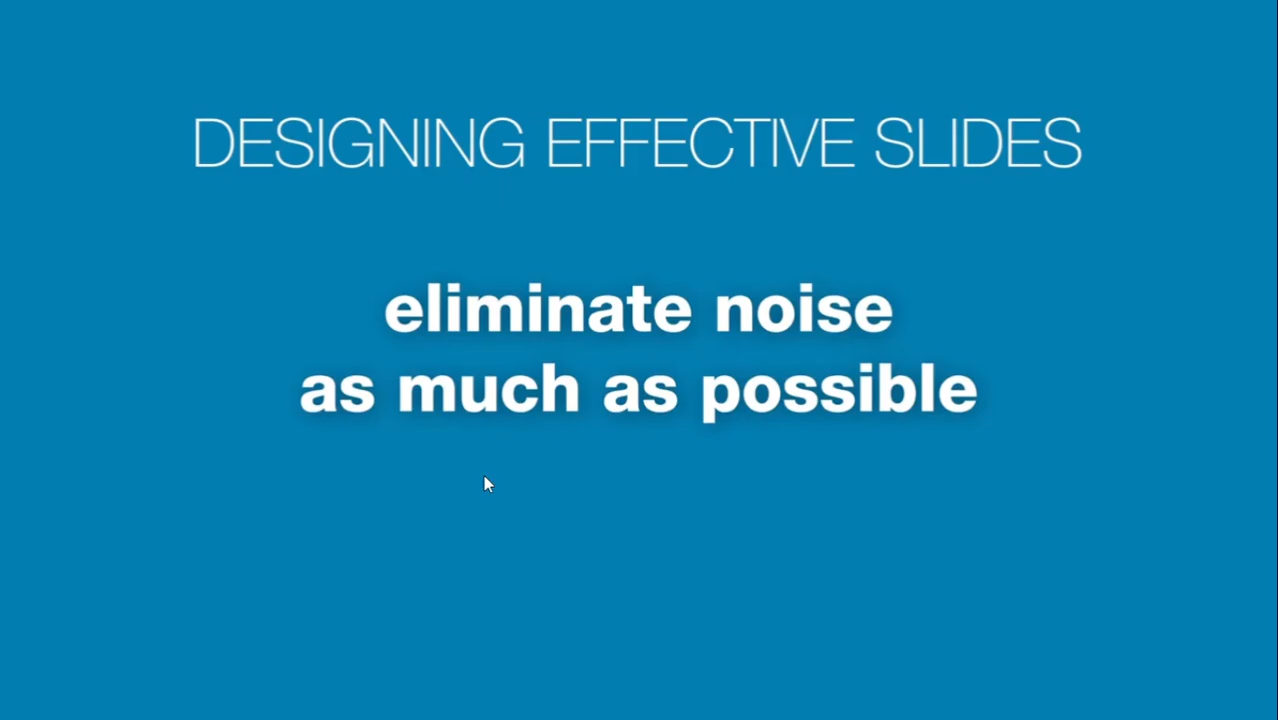 DESIGNING EFFECTIVE SLIDES
eliminate noise
as much as possible